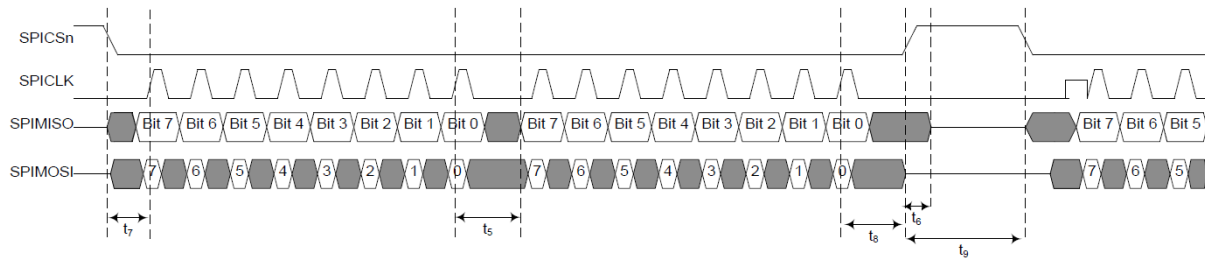 SPICSn
SPICLK
SPIMISO Bit 7 Bit 6 Bit 5 Bit 4 Bit 3 Bit 2 Bit 1 Bit 0 Bit 7 Bit 6 Bit 5 Bit 4 Bit 3 Bit 2 Bit 1 Bit 0 Bit 7 Bit 6 Bit 5
SPIMOSI 7 6 5 4 3 2 1 0 7 6 5 4 3 2 1 0 7 6 5
t7 t5 t8 t6 t9